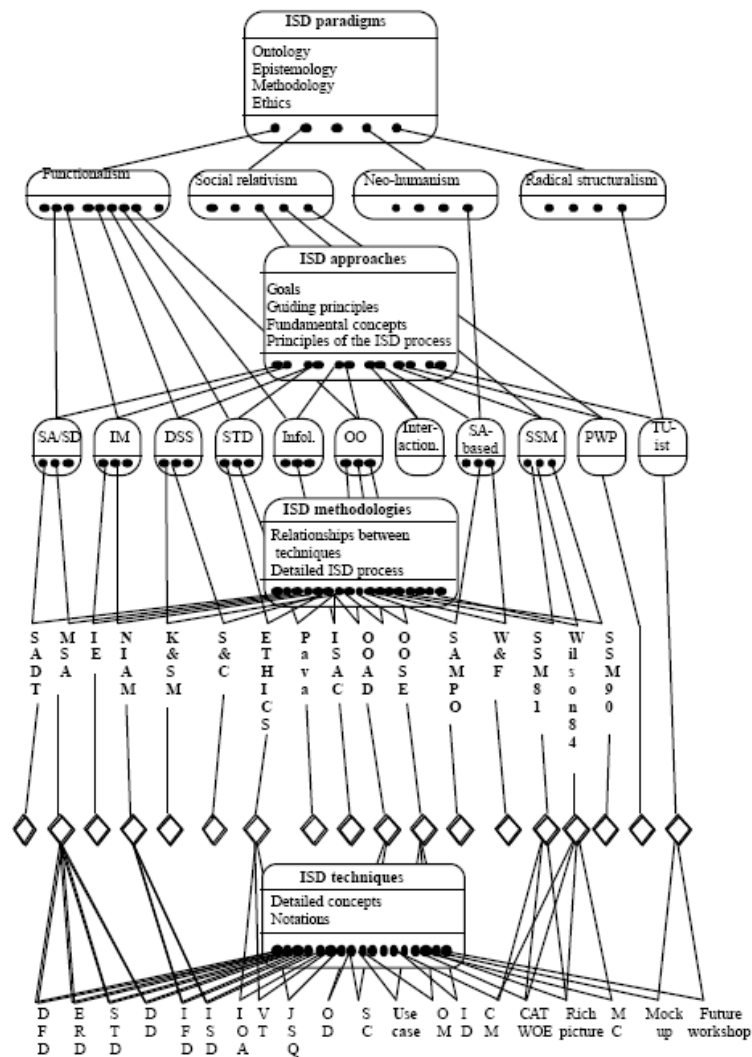 ISD paradigms
Ontology
Epistemology
Methodology
Ethics
Functionalism
Social relativism
Neo-humanism
Radical structuralism
ISD approaches
Goals
Guiding principles
Fundamental concepts
Principles of the ISD process
SA/SD
IM
DSS
STD
Infol.
OO
Inter-
action.
SA-
based
SSM
PWP
TU-
ist
ISD methodologies
Relationships between
techniques
Detailed ISD process
SADT
MSA
IE
NIAM
K&SM
S&C
ETHICS
Pava
ISAC
OOAD
OOSE
SAMPO
W&F
SSM81
Wilson84
SSM90
ISD techniques
Detailed concepts
Notations
DFD
ERD
STD
DD
IFD
ISD
IOA
VT
JSQ
OD
SC
Use
case
OM
ID
CM
CAT
WOE
Rich
picture
MC
Mock
up
Future
workshop